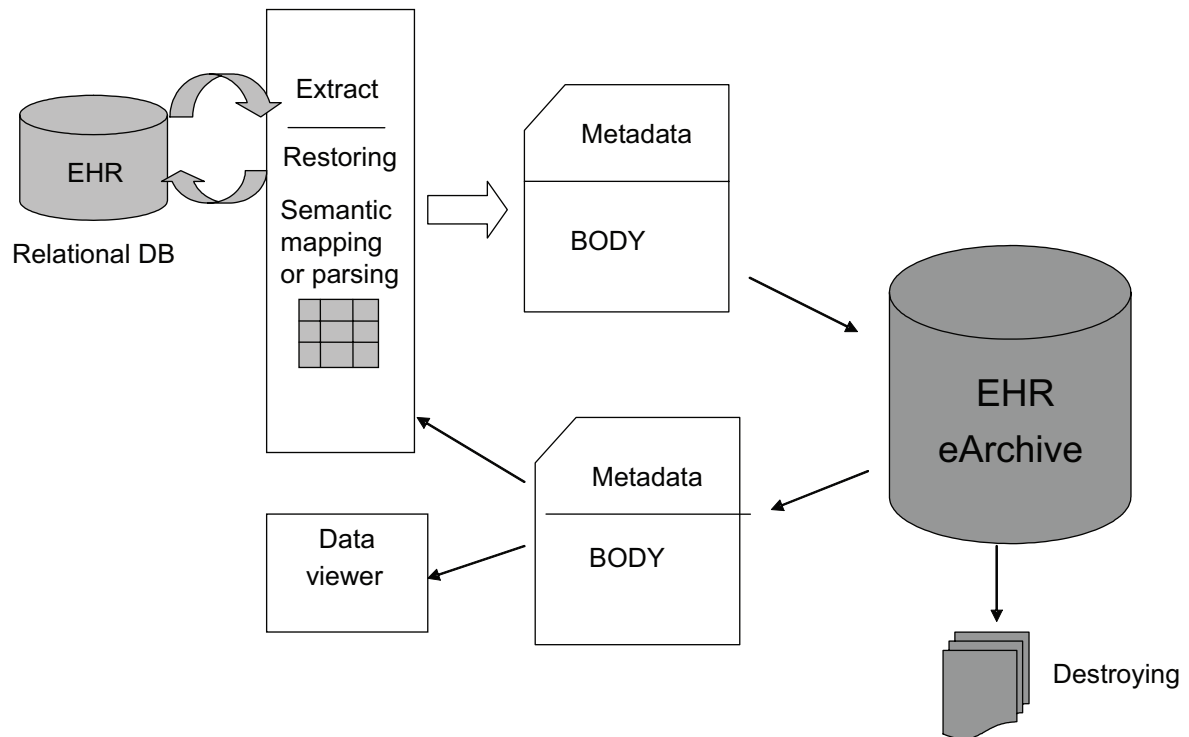 Extract
Restoring
Semantic
mapping
or parsing
EHR
Relational DB
Metadata
BODY
EHR
eArchive
Metadata
BODY
Data
viewer
Destroying